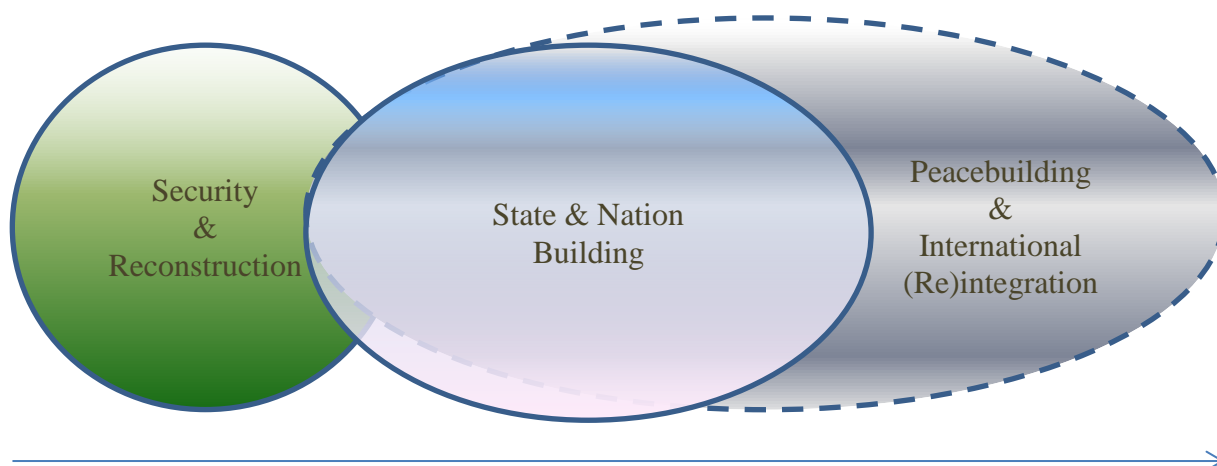 Security
&
Reconstruction
State & Nation
Building
Peacebuilding
&
International
(Re)integration